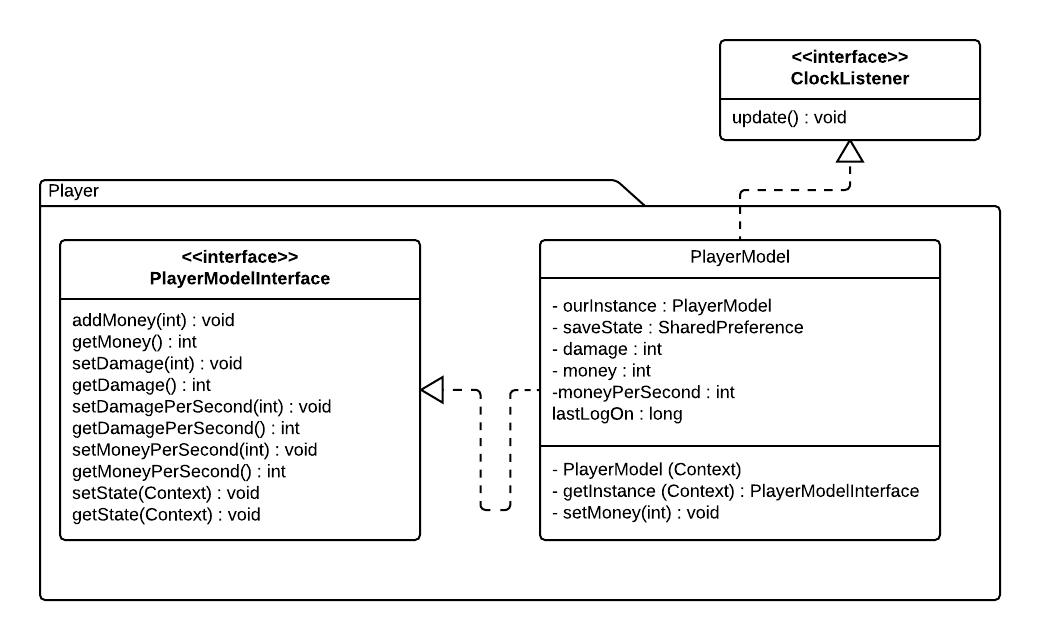 <<interface>>
ClockListener
update() : void
Player
<<interface>>
PlayerModelInterface
addMoney(int) : void
getMoney() : int
setDamage(int) : void
getDamage() : int
setDamagePerSecond(int) : void
getDamagePerSecond() : int
setMoneyPerSecond(int) : void
getMoneyPerSecond() : int
setState(Context) : void
getState(Context) : void
PlayerModel
- ourInstance : PlayerModel
- saveState : SharedPreference
- damage : int
- money : int
-moneyPerSecond : int
lastLogOn : long
- PlayerModel (Context)
- getInstance (Context) : PlayerModelInterface
- setMoney(int) : void